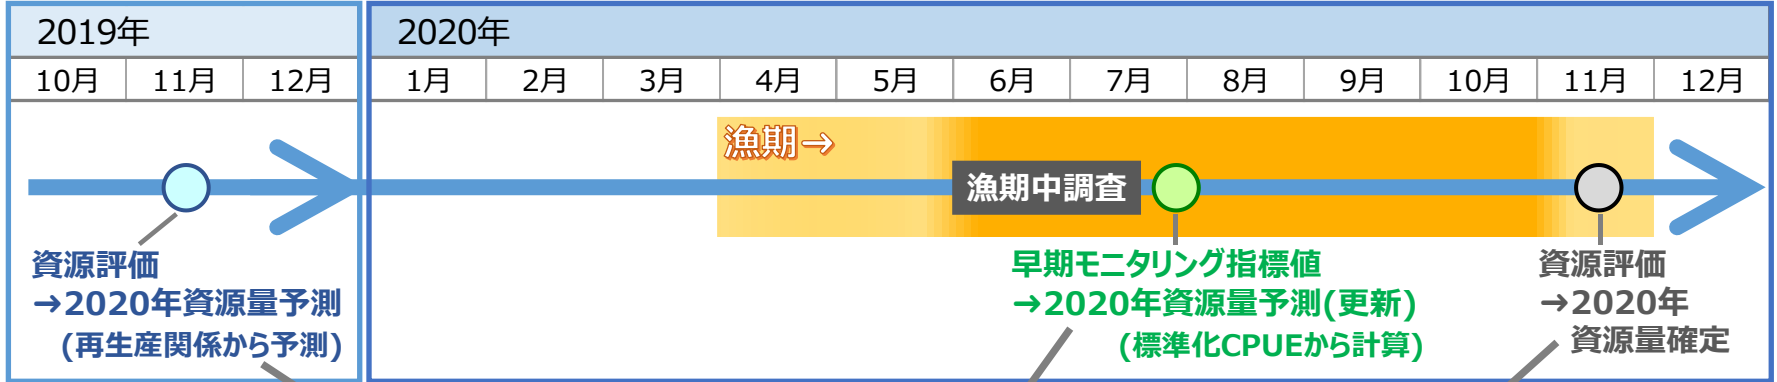 2019年
2020年
10月 11月 12月 1月 2月 3月 4月 5月 6月 7月 8月 9月 10月 11月 12月
漁期→
漁期中調査
資源評価
→2020年資源量予測
(再生産関係から予測)
早期モニタリング指標値
→2020年資源量予測(更新)
(標準化CPUEから計算)
資源評価
→2020年
資源量確定